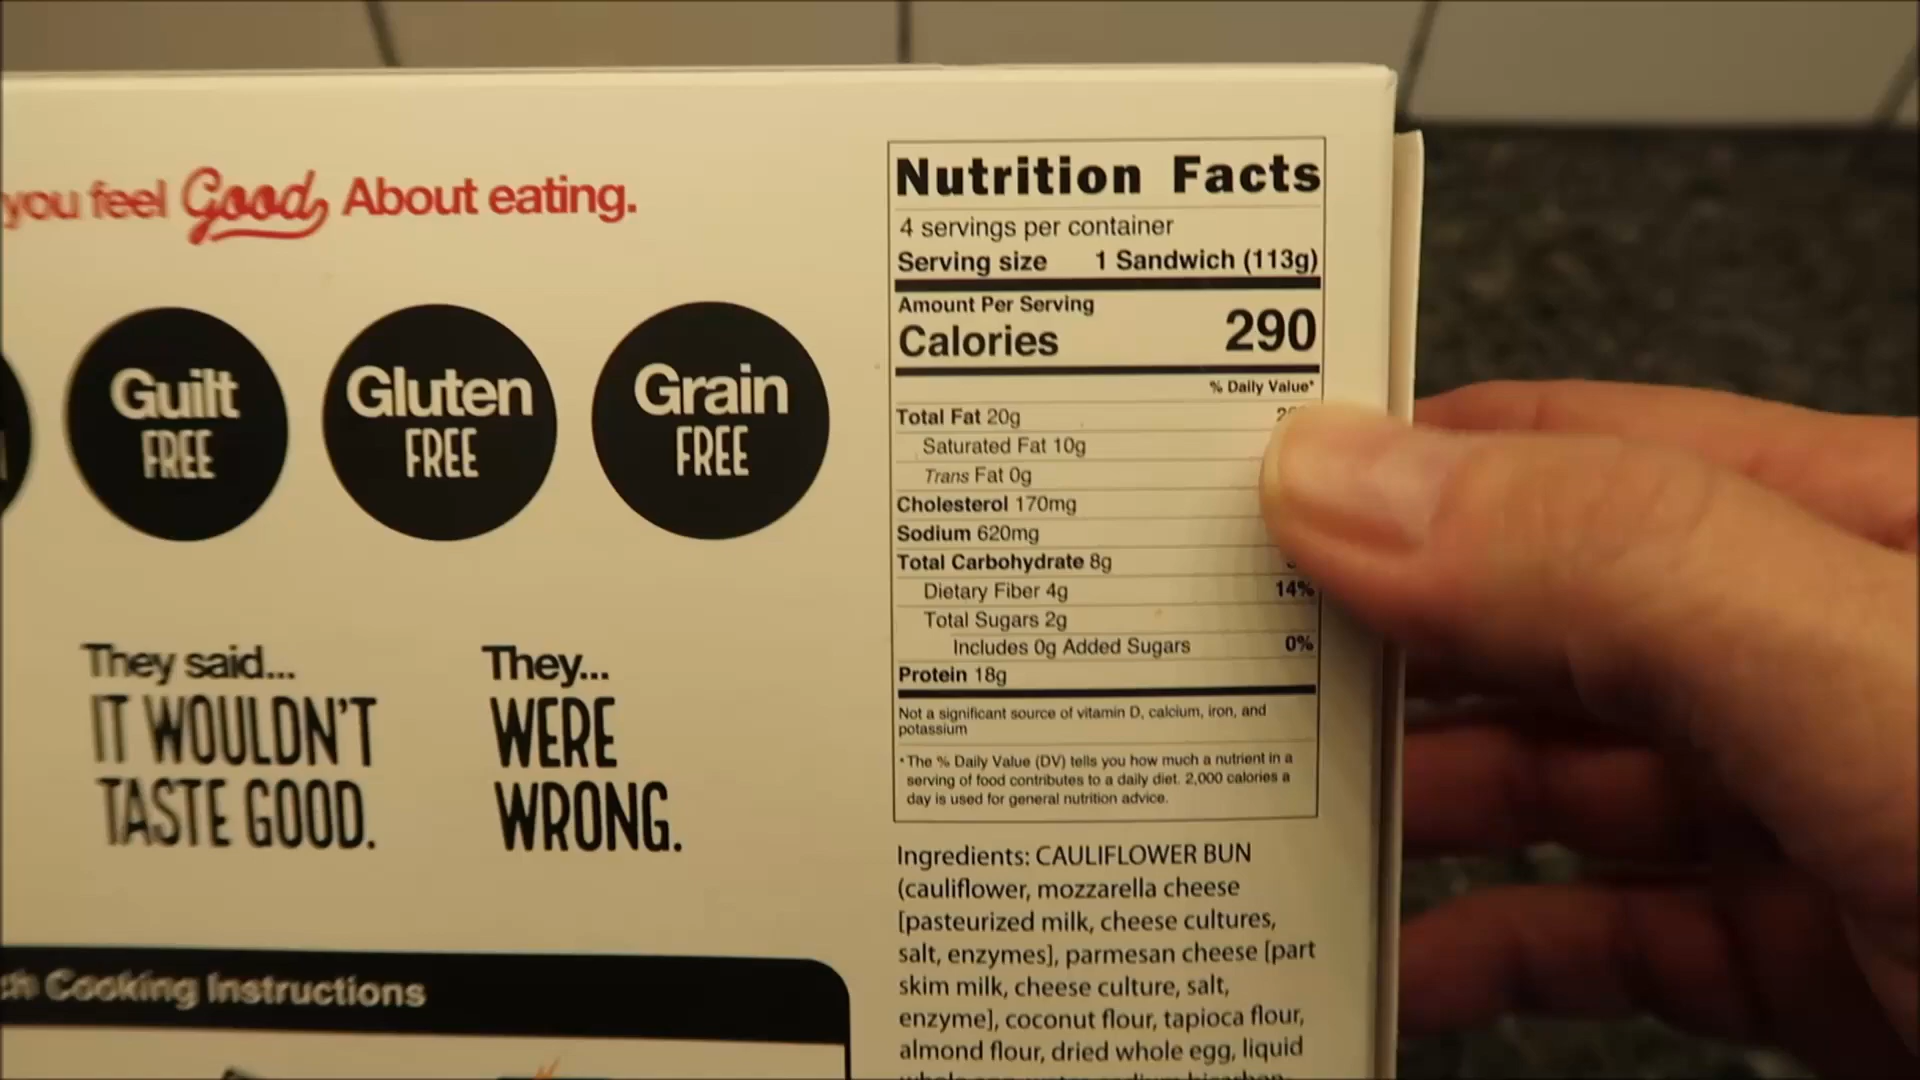 you feel Good About eating.
Guilt
FREE
Gluten
FREE
Grain
FREE
They said...
IT WOULDN'T
TASTE GOOD.
They...
WERE
WRONG.
Cooking Instructions
Nutrition Facts
4 servings per container
Serving size 1 Sandwich (113g)
Amount Per Serving
Calories 290
% Daily Value*
Total Fat 20g
Saturated Fat 10g
Trans Fat 0g
Cholesterol 170mg
Sodium 620mg
Total Carbohydrate 8g
Dietary Fiber 4g 14%
Total Sugars 2g
Includes 0g Added Sugars 0%
Protein 18g
Not a significant source of vitamin D, calcium, iron, and
potassium
*The % Daily Value (DV) tells you how much a nutrient in a
serving of food contributes to a daily diet. 2,000 calories a
day is used for general nutrition advice.
Ingredients: CAULIFLOWER BUN
(cauliflower, mozzarella cheese
[pasteurized milk, cheese cultures,
salt, enzymes], parmesan cheese [part
skim milk, cheese culture, salt,
enzyme], coconut flour, tapioca flour,
almond flour, dried whole egg, liquid